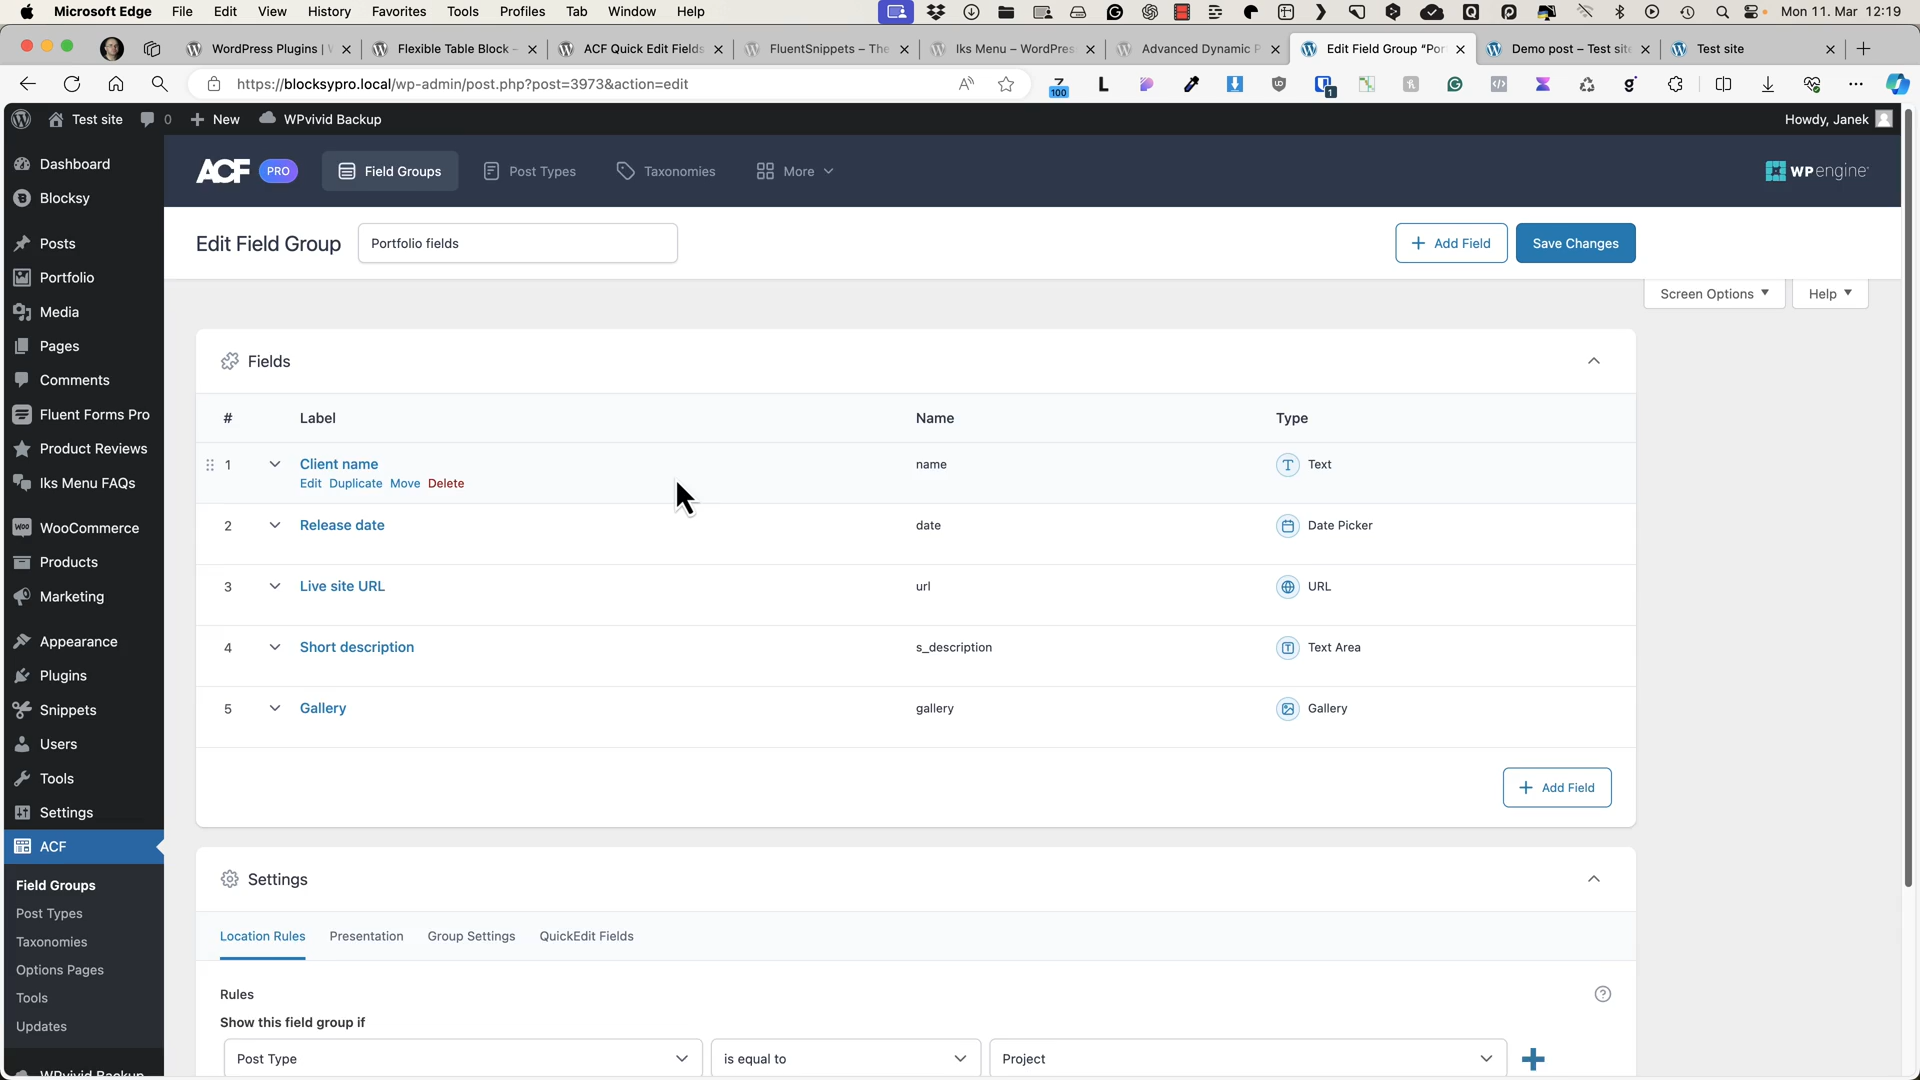 Microsoft Edge File Edit View History Favorites Tools Profiles Tab Window Help Mon 11. Mar 12:19
WordPress Plugins | Flexible Table Block - ACF Quick Edit Fields FluentSnippets – The Iks Menu – WordPres Advanced Dynamic P Edit Field Group “Por Demo post – Test site Test site
https://blocksypro.local/wp-admin/post.php?post=3973&action=edit
100
1
Test site 0 New WPvivid Backup Howdy, Janek
Dashboard
Blocksy
Posts
Portfolio
Media
Pages
Comments
Fluent Forms Pro
Product Reviews
Iks Menu FAQs
WooCommerce
Products
Marketing
Appearance
Plugins
Snippets
Users
Tools
Settings
ACF
Field Groups
Post Types
Taxonomies
Options Pages
Tools
Updates
WPvivid Backup
ACF PRO Field Groups Post Types Taxonomies More WP engine
Edit Field Group Portfolio fields + Add Field Save Changes
Screen Options Help
Fields
# Label Name Type
1 Client name name Text
Edit Duplicate Move Delete
2 Release date date Date Picker
3 Live site URL url URL
4 Short description s_description Text Area
5 Gallery gallery Gallery
+ Add Field
Settings
Location Rules Presentation Group Settings QuickEdit Fields
Rules
Show this field group if
Post Type is equal to Project